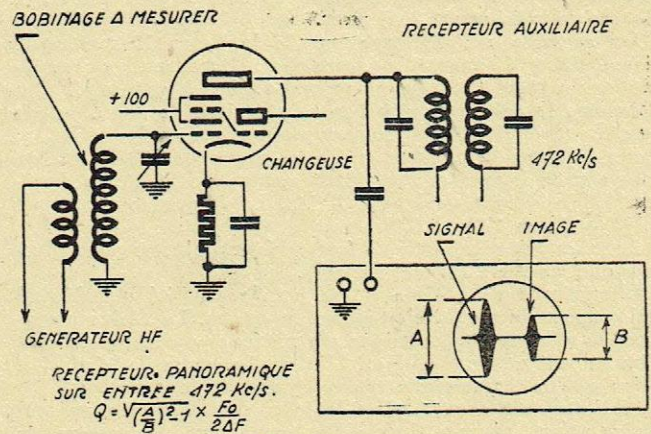 BOBINAGE Δ MESURER
RECEPTEUR AUXILIAIRE
+100
CHANGEUSE
472 Kc/s
SIGNAL
IMAGE
A
B
GENERATEUR HF
RECEPTEUR. PANORAMIQUE
SUR ENTREE 472 Kc/s.
Q = √(A/B)²-1 × Fo/2ΔF